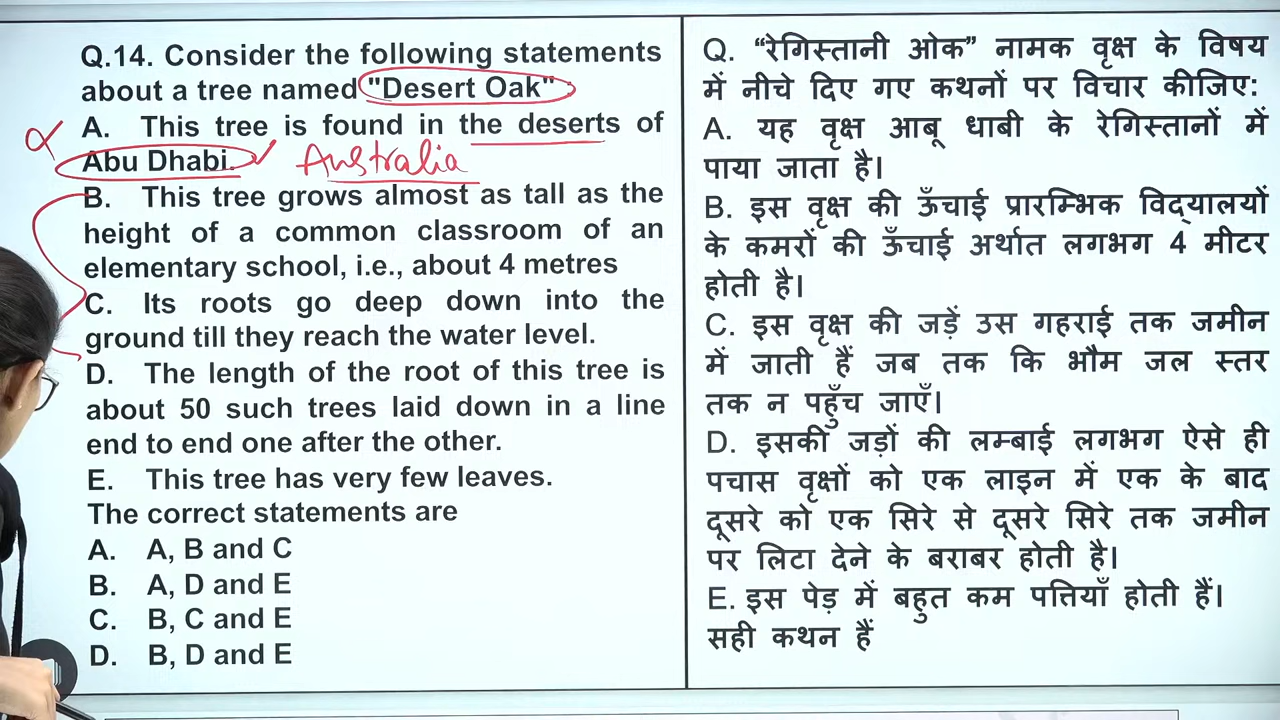 Q.14. Consider the following statements
about a tree named "Desert Oak"
A. This tree is found in the deserts of
Abu Dhabi. Australia
B. This tree grows almost as tall as the
height of a common classroom of an
elementary school, i.e., about 4 metres
C. Its roots go deep down into the
ground till they reach the water level.
D. The length of the root of this tree is
about 50 such trees laid down in a line
end to end one after the other.
E. This tree has very few leaves.
The correct statements are
A. A, B and C
B. A, D and E
C. B, C and E
D. B, D and E
Q. “रेगिस्तानी ओक” नामक वृक्ष के विषय
में नीचे दिए गए कथनों पर विचार कीजिए:
A. यह वृक्ष आबू धाबी के रेगिस्तानों में
पाया जाता है।
B. इस वृक्ष की ऊँचाई प्रारम्भिक विद्यालयों
के कमरों की ऊँचाई अर्थात लगभग 4 मीटर
होती है।
C. इस वृक्ष की जड़ें उस गहराई तक जमीन
में जाती हैं जब तक कि भौम जल स्तर
तक न पहुँच जाएँ।
D. इसकी जड़ों की लम्बाई लगभग ऐसे ही
पचास वृक्षों को एक लाइन में एक के बाद
दूसरे को एक सिरे से दूसरे सिरे तक जमीन
पर लिटा देने के बराबर होती है।
E. इस पेड़ में बहुत कम पत्तियाँ होती हैं।
सही कथन हैं